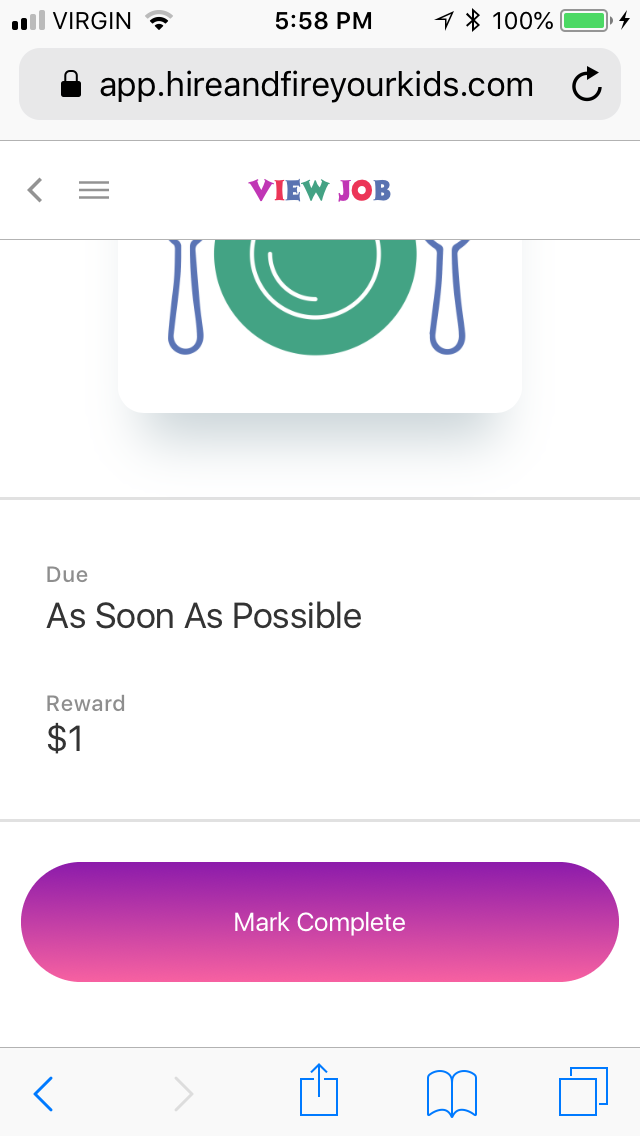 VIRGIN 5:58 PM 100%
app.hireandfireyourkids.com
VIEW JOB
Due
As Soon As Possible
Reward
$1
Mark Complete